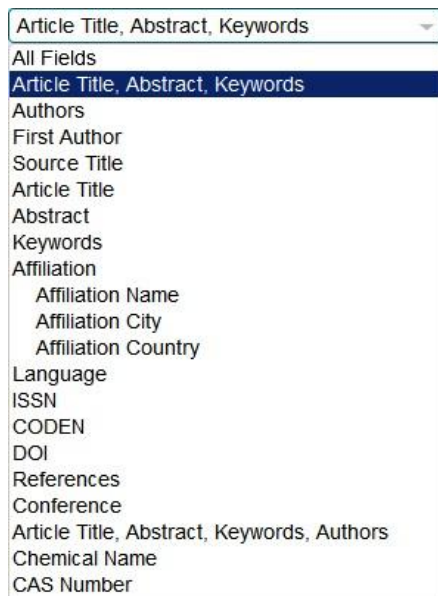 Article Title, Abstract, Keywords
All Fields
Article Title, Abstract, Keywords
Authors
First Author
Source Title
Article Title
Abstract
Keywords
Affiliation
Affiliation Name
Affiliation City
Affiliation Country
Language
ISSN
CODEN
DOI
References
Conference
Article Title, Abstract, Keywords, Authors
Chemical Name
CAS Number